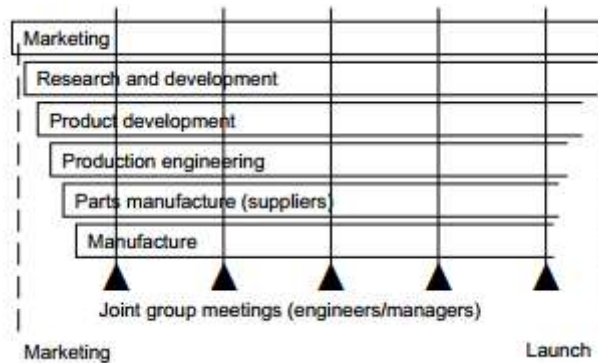 Marketing
Research and development
Product development
Production engineering
Parts manufacture (suppliers)
Manufacture
Joint group meetings (engineers/managers)
Marketing
Launch